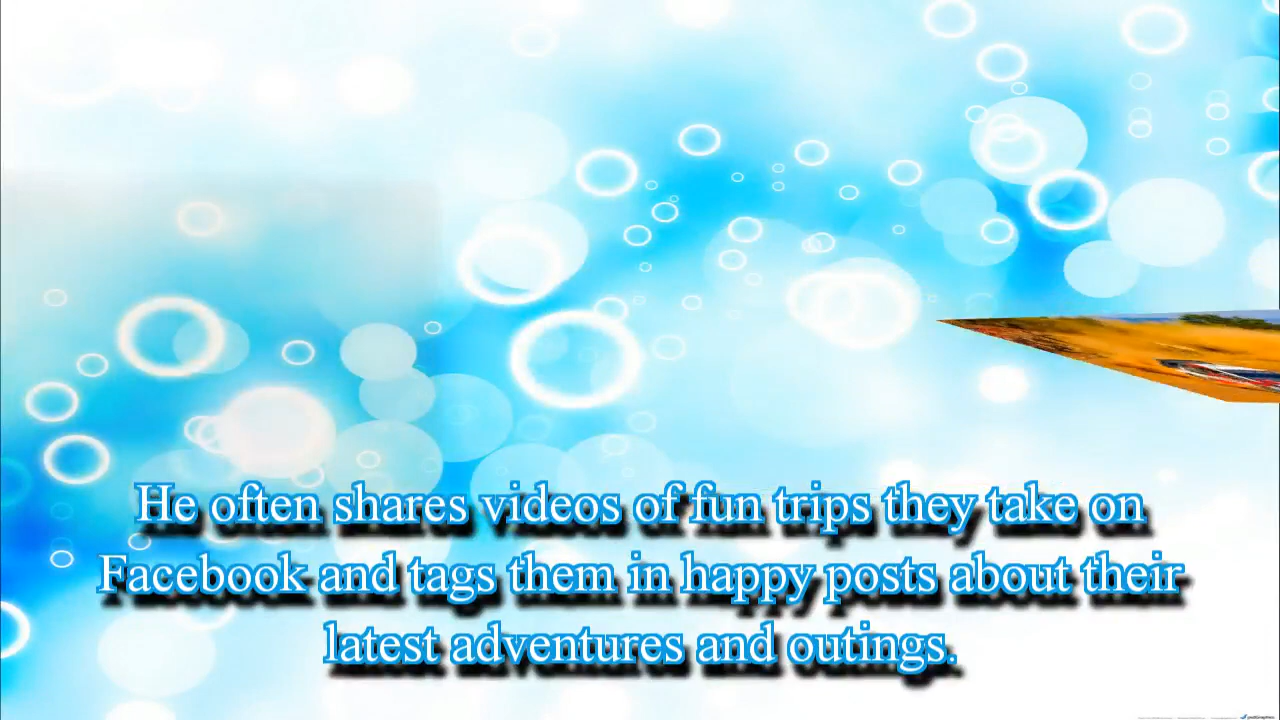 He often shares videos of fun trips they take on
Facebook and tags them in happy posts about their
latest adventures and outings.